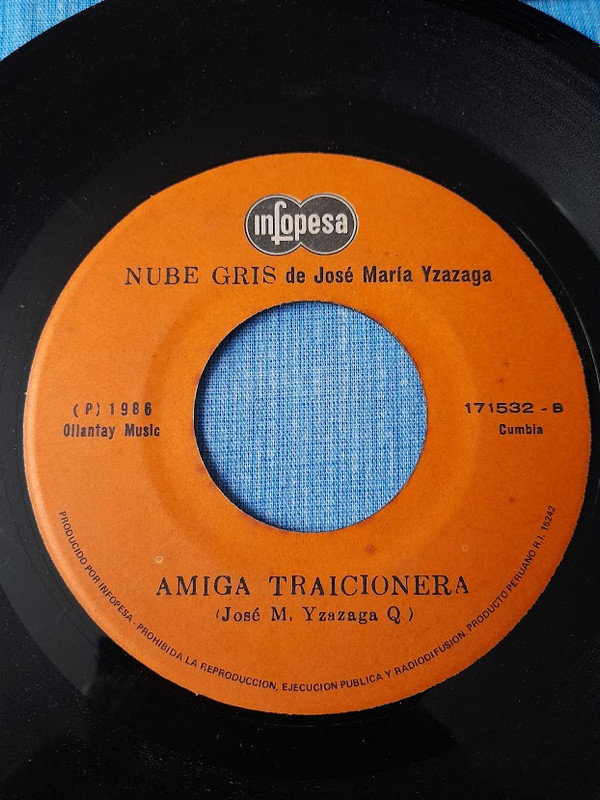 infopesa
NUBE GRIS de José María Yzazaga
(P) 1986
Ollantay Music
171532 - B
Cumbia
AMIGA TRAICIONERA
(José M. Yzazaga Q.)
PRODUCIDO POR INFOPESA - PROHIBIDA LA REPRODUCCION, EJECUCION PUBLICA Y RADIODIFUSION. PRODUCTO PERUANO R.I. 15242